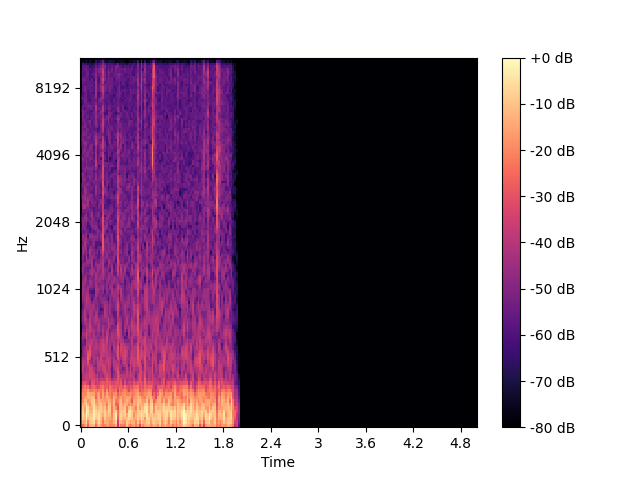 +0 dB
8192
-10 dB
4096
-20 dB
2048
-30 dB
Hz
-40 dB
1024
-50 dB
512
-60 dB
-70 dB
0
-80 dB
0 0.6 1.2 1.8 2.4 3 3.6 4.2 4.8
Time